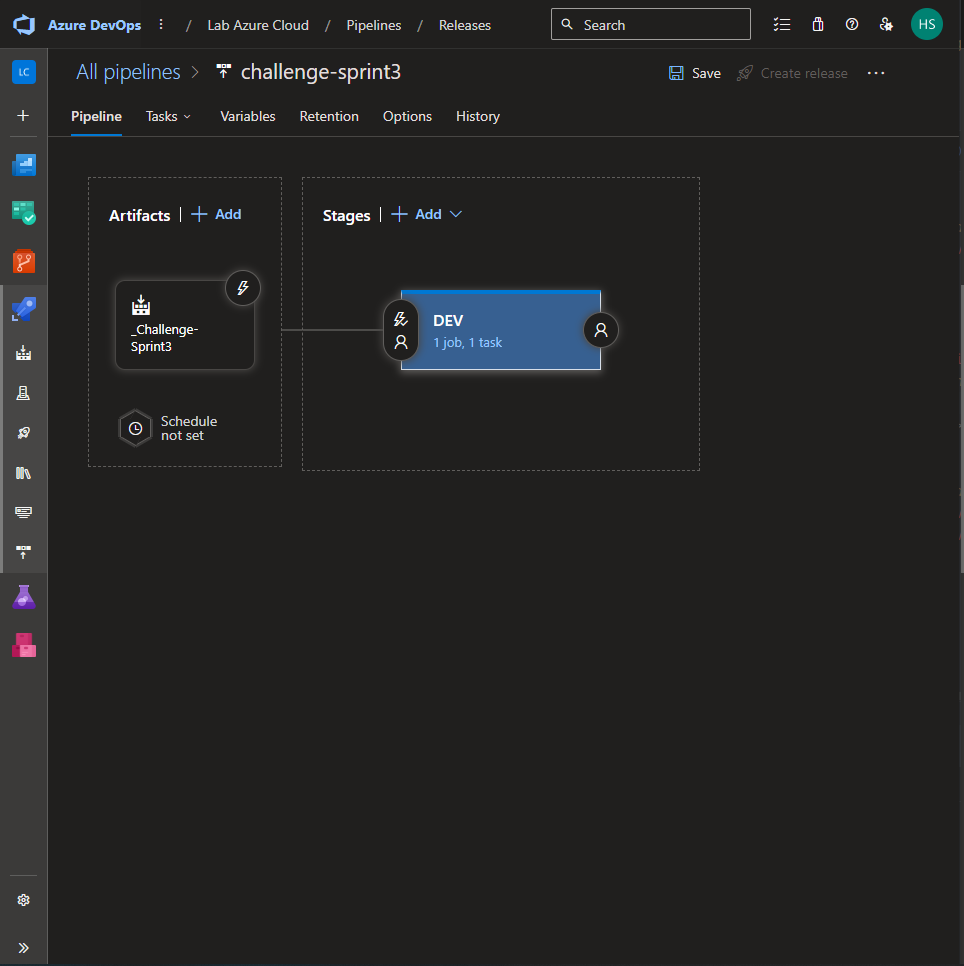 Azure DevOps / Lab Azure Cloud / Pipelines / Releases
Search
HS
LC
All pipelines > challenge-sprint3
Save
Create release
Pipeline
Tasks
Variables
Retention
Options
History
Artifacts | + Add
Stages | + Add
_Challenge-
Sprint3
DEV
1 job, 1 task
Schedule
not set